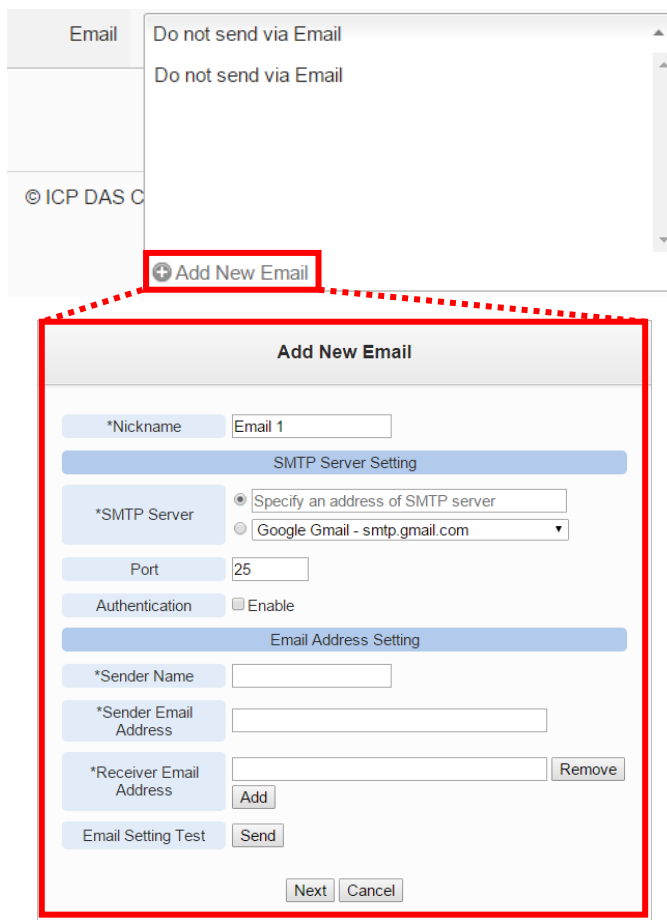 Email
Do not send via Email
Do not send via Email
© ICP DAS C
Add New Email
Add New Email
*Nickname
Email 1
SMTP Server Setting
*SMTP Server
Specify an address of SMTP server
Google Gmail - smtp.gmail.com
Port
25
Authentication
Enable
Email Address Setting
*Sender Name
*Sender Email
Address
*Receiver Email
Address
Remove
Add
Email Setting Test
Send
Next
Cancel